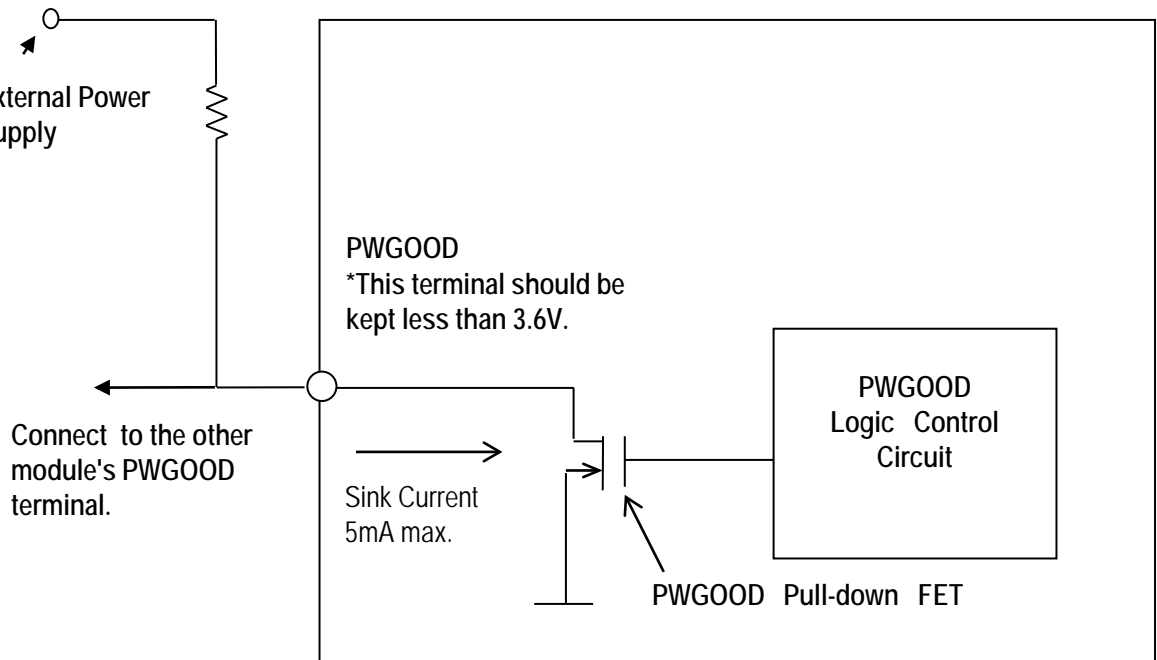 xternal Power
upply
PWGOOD
*This terminal should be
kept less than 3.6V.
PWGOOD
Logic Control
Circuit
Connect to the other
module's PWGOOD
terminal.
Sink Current
5mA max.
PWGOOD Pull-down FET